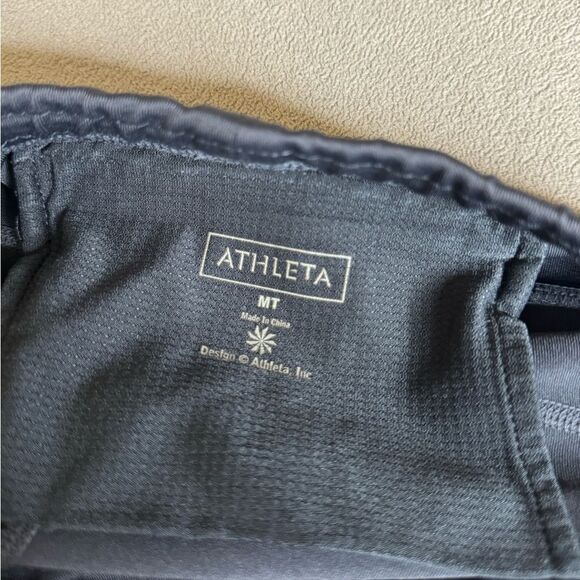 ATHLETA
MT
Made In China
Design © Athleta, Inc